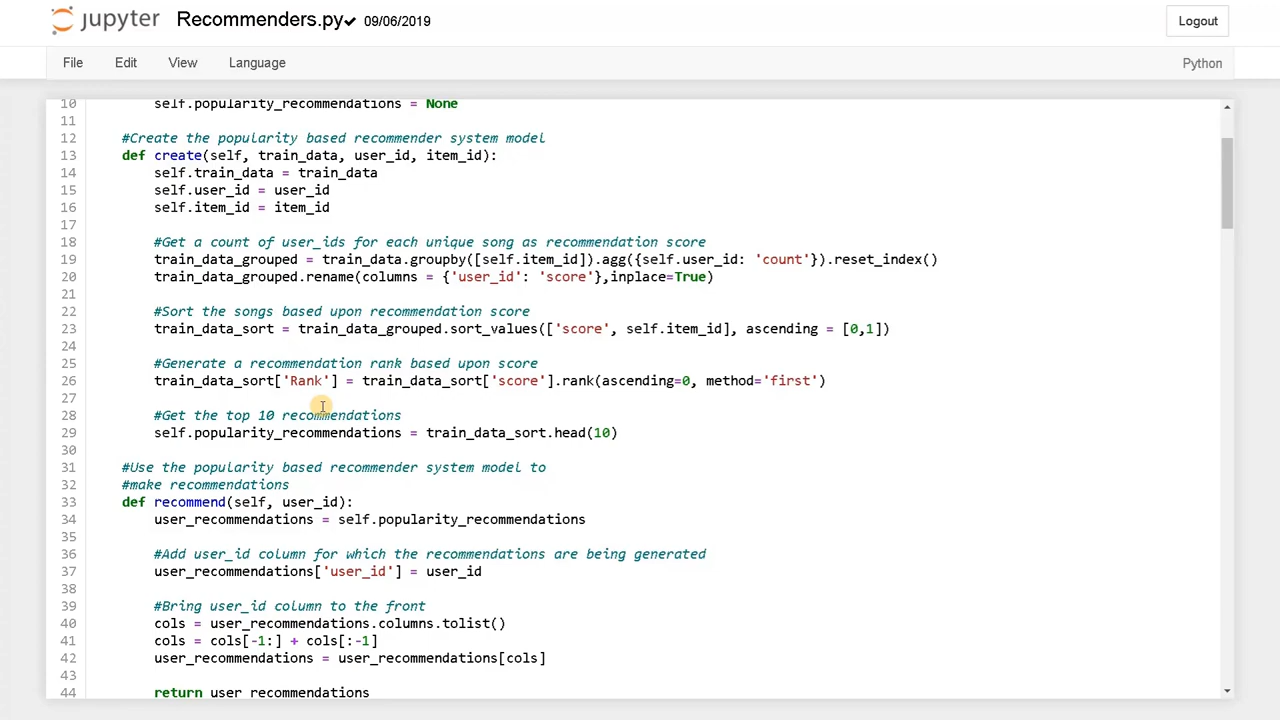 jupyter Recommenders.py✔ 09/06/2019
Logout
File Edit View Language
Python
10 self.popularity_recommendations = None
11
12 #Create the popularity based recommender system model
13 def create(self, train_data, user_id, item_id):
14 self.train_data = train_data
15 self.user_id = user_id
16 self.item_id = item_id
17
18 #Get a count of user_ids for each unique song as recommendation score
19 train_data_grouped = train_data.groupby([self.item_id]).agg({self.user_id: 'count'}).reset_index()
20 train_data_grouped.rename(columns = {'user_id': 'score'},inplace=True)
21
22 #Sort the songs based upon recommendation score
23 train_data_sort = train_data_grouped.sort_values(['score', self.item_id], ascending = [0,1])
24
25 #Generate a recommendation rank based upon score
26 train_data_sort['Rank'] = train_data_sort['score'].rank(ascending=0, method='first')
27
28 #Get the top 10 recommendations
29 self.popularity_recommendations = train_data_sort.head(10)
30
31 #Use the popularity based recommender system model to
32 #make recommendations
33 def recommend(self, user_id):
34 user_recommendations = self.popularity_recommendations
35
36 #Add user_id column for which the recommendations are being generated
37 user_recommendations['user_id'] = user_id
38
39 #Bring user_id column to the front
40 cols = user_recommendations.columns.tolist()
41 cols = cols[-1:] + cols[:-1]
42 user_recommendations = user_recommendations[cols]
43
44 return user_recommendations